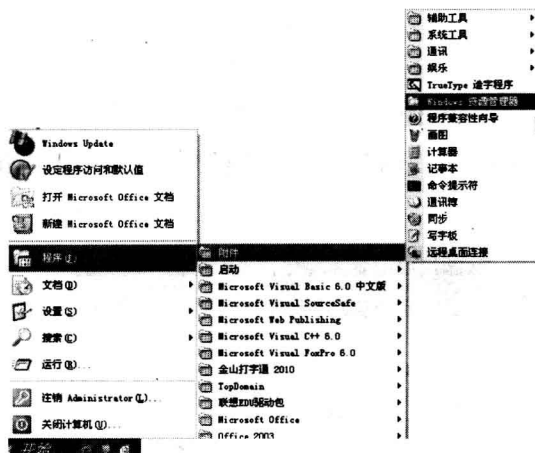 Windows Update
设定程序访问和默认值
打开 Microsoft Office 文档
新建 Microsoft Office 文档
程序(P)
文档(D)
设置(S)
搜索(C)
运行(R)...
注销 Administrator(L)...
关闭计算机(U)...
开始
附件
启动
Microsoft Visual Basic 6.0 中文版
Microsoft Visual SourceSafe
Microsoft Web Publishing
Microsoft Visual C++ 6.0
Microsoft Visual FoxPro 6.0
金山打字通 2010
TopDomain
联想EDU驱动包
Microsoft Office
Office 2003
辅助工具
系统工具
通讯
娱乐
TrueType 造字程序
Windows 资源管理器
程序兼容性向导
画图
计算器
记事本
命令提示符
通讯簿
同步
写字板
远程桌面连接